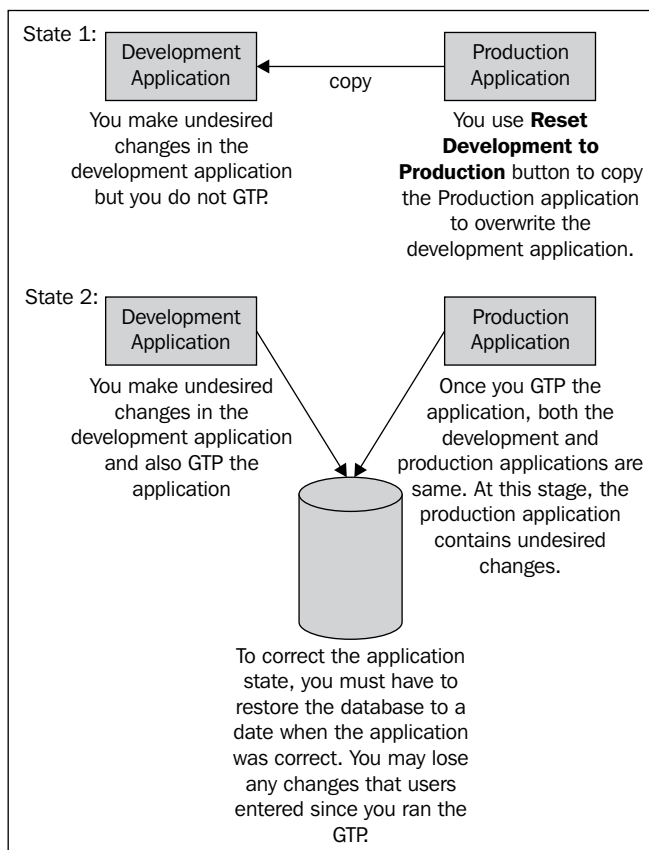 State 1:
Development
Application
copy
Production
Application
You make undesired
changes in the
development application
but you do not GTP.
You use Reset
Development to
Production button to copy
the Production application
to overwrite the
development application.
State 2:
Development
Application
Production
Application
You make undesired
changes in the
development application
and also GTP the
application
Once you GTP the
application, both the
development and
production applications are
same. At this stage, the
production application
contains undesired
changes.
To correct the application
state, you must have to
restore the database to a
date when the application
was correct. You may lose
any changes that users
entered since you ran the
GTP.